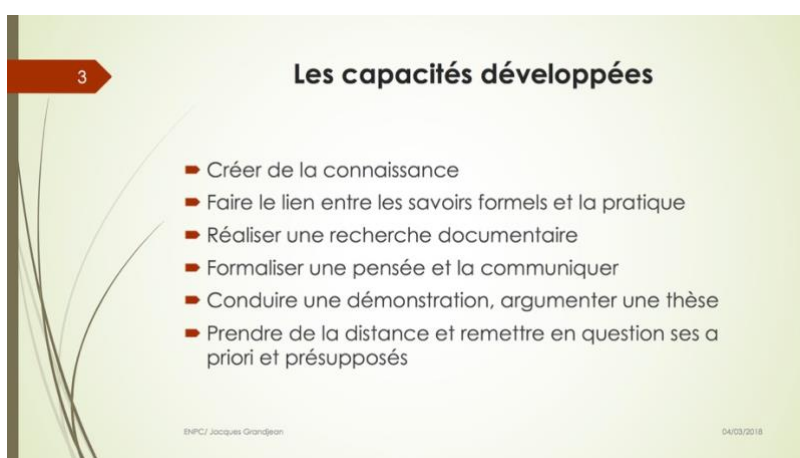 3
Les capacités développées
Créer de la connaissance
Faire le lien entre les savoirs formels et la pratique
Réaliser une recherche documentaire
Formaliser une pensée et la communiquer
Conduire une démonstration, argumenter une thèse
Prendre de la distance et remettre en question ses a
priori et présupposés
ENPC/ Jacques Grandjean
04/03/2018